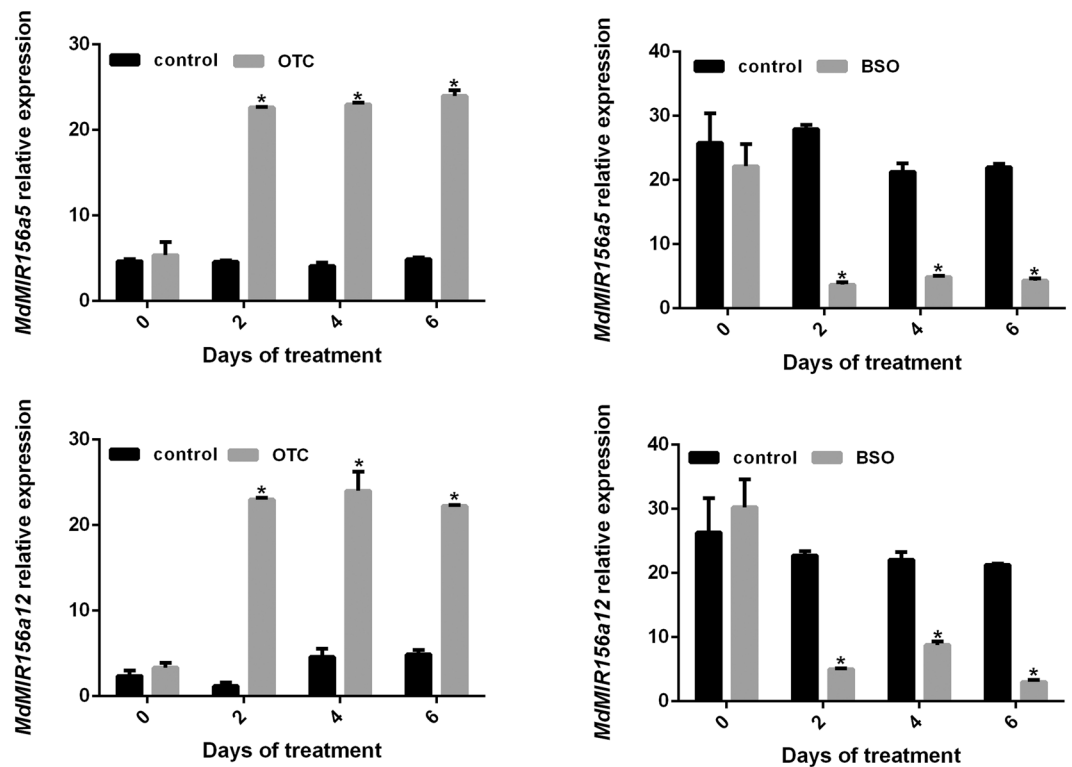 MdMIR156a5 relative expression
30
20
10
0
control OTC
* * *
0 2 4 6
Days of treatment
MdMIR156a5 relative expression
40
30
20
10
0
control BSO
* * *
0 2 4 6
Days of treatment
MdMIR156a12 relative expression
30
20
10
0
control OTC
* * *
0 2 4 6
Days of treatment
MdMIR156a12 relative expression
40
30
20
10
0
control BSO
* * *
0 2 4 6
Days of treatment